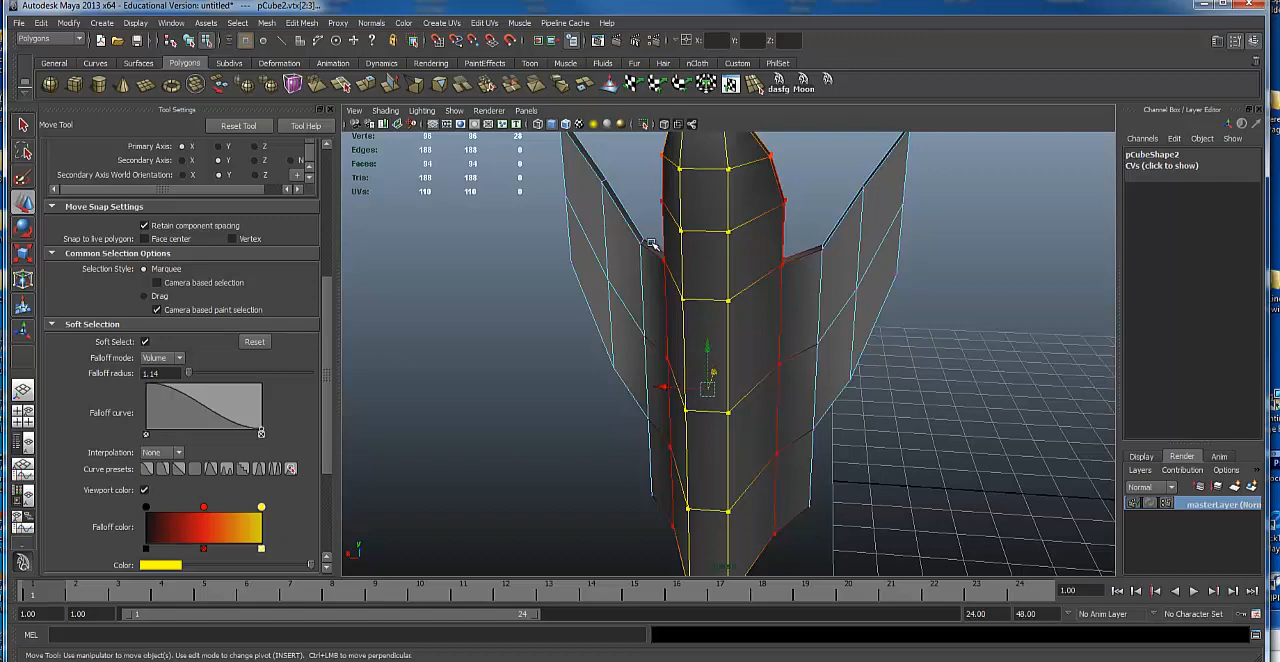 Autodesk Maya 2013 x64 - Educational Version: untitled*   ---   pCube2.vtx[2:3]...
File Edit Modify Create Display Window Assets Select Mesh Edit Mesh Proxy Normals Color Create UVs Edit UVs Muscle Pipeline Cache Help
Polygons X: Y: Z:
General Curves Surfaces Polygons Subdivs Deformation Animation Dynamics Rendering PaintEffects Toon Muscle Fluids Fur Hair nCloth Custom PhilSet
dasfg Moon
Tool Settings
Move Tool Reset Tool Tool Help
Primary Axis: X Y Z
Secondary Axis: X Y Z N
Secondary Axis World Orientation: X Y Z
Move Snap Settings
Retain component spacing
Snap to live polygon: Face center Vertex
Common Selection Options
Selection Style: Marquee
Camera based selection
Drag
Camera based paint selection
Soft Selection
Soft Select: Reset
Falloff mode: Volume
Falloff radius: 1.14
Falloff curve:
Interpolation: None
Curve presets:
Viewport color:
Falloff color:
Color:
View Shading Lighting Show Renderer Panels
Verts: 96 96 28
Edges: 188 188 0
Faces: 94 94 0
Tris: 188 188 0
UVs: 110 110 0
y
x
Channel Box / Layer Editor
Channels Edit Object Show
pCubeShape2
CVs (click to show)
Display Render Anim
Layers Contribution Options
Normal
masterLayer (Norm
1 2 3 4 5 6 7 8 9 10 11 12 13 14 15 16 17 18 19 20 21 22 23 24
1 1.00
1.00 1.00 1 24 24.00 48.00 No Anim Layer No Character Set
MEL
Move Tool: Use manipulator to move object(s). Use edit mode to change pivot (INSERT). Ctrl+LMB to move perpendicular.